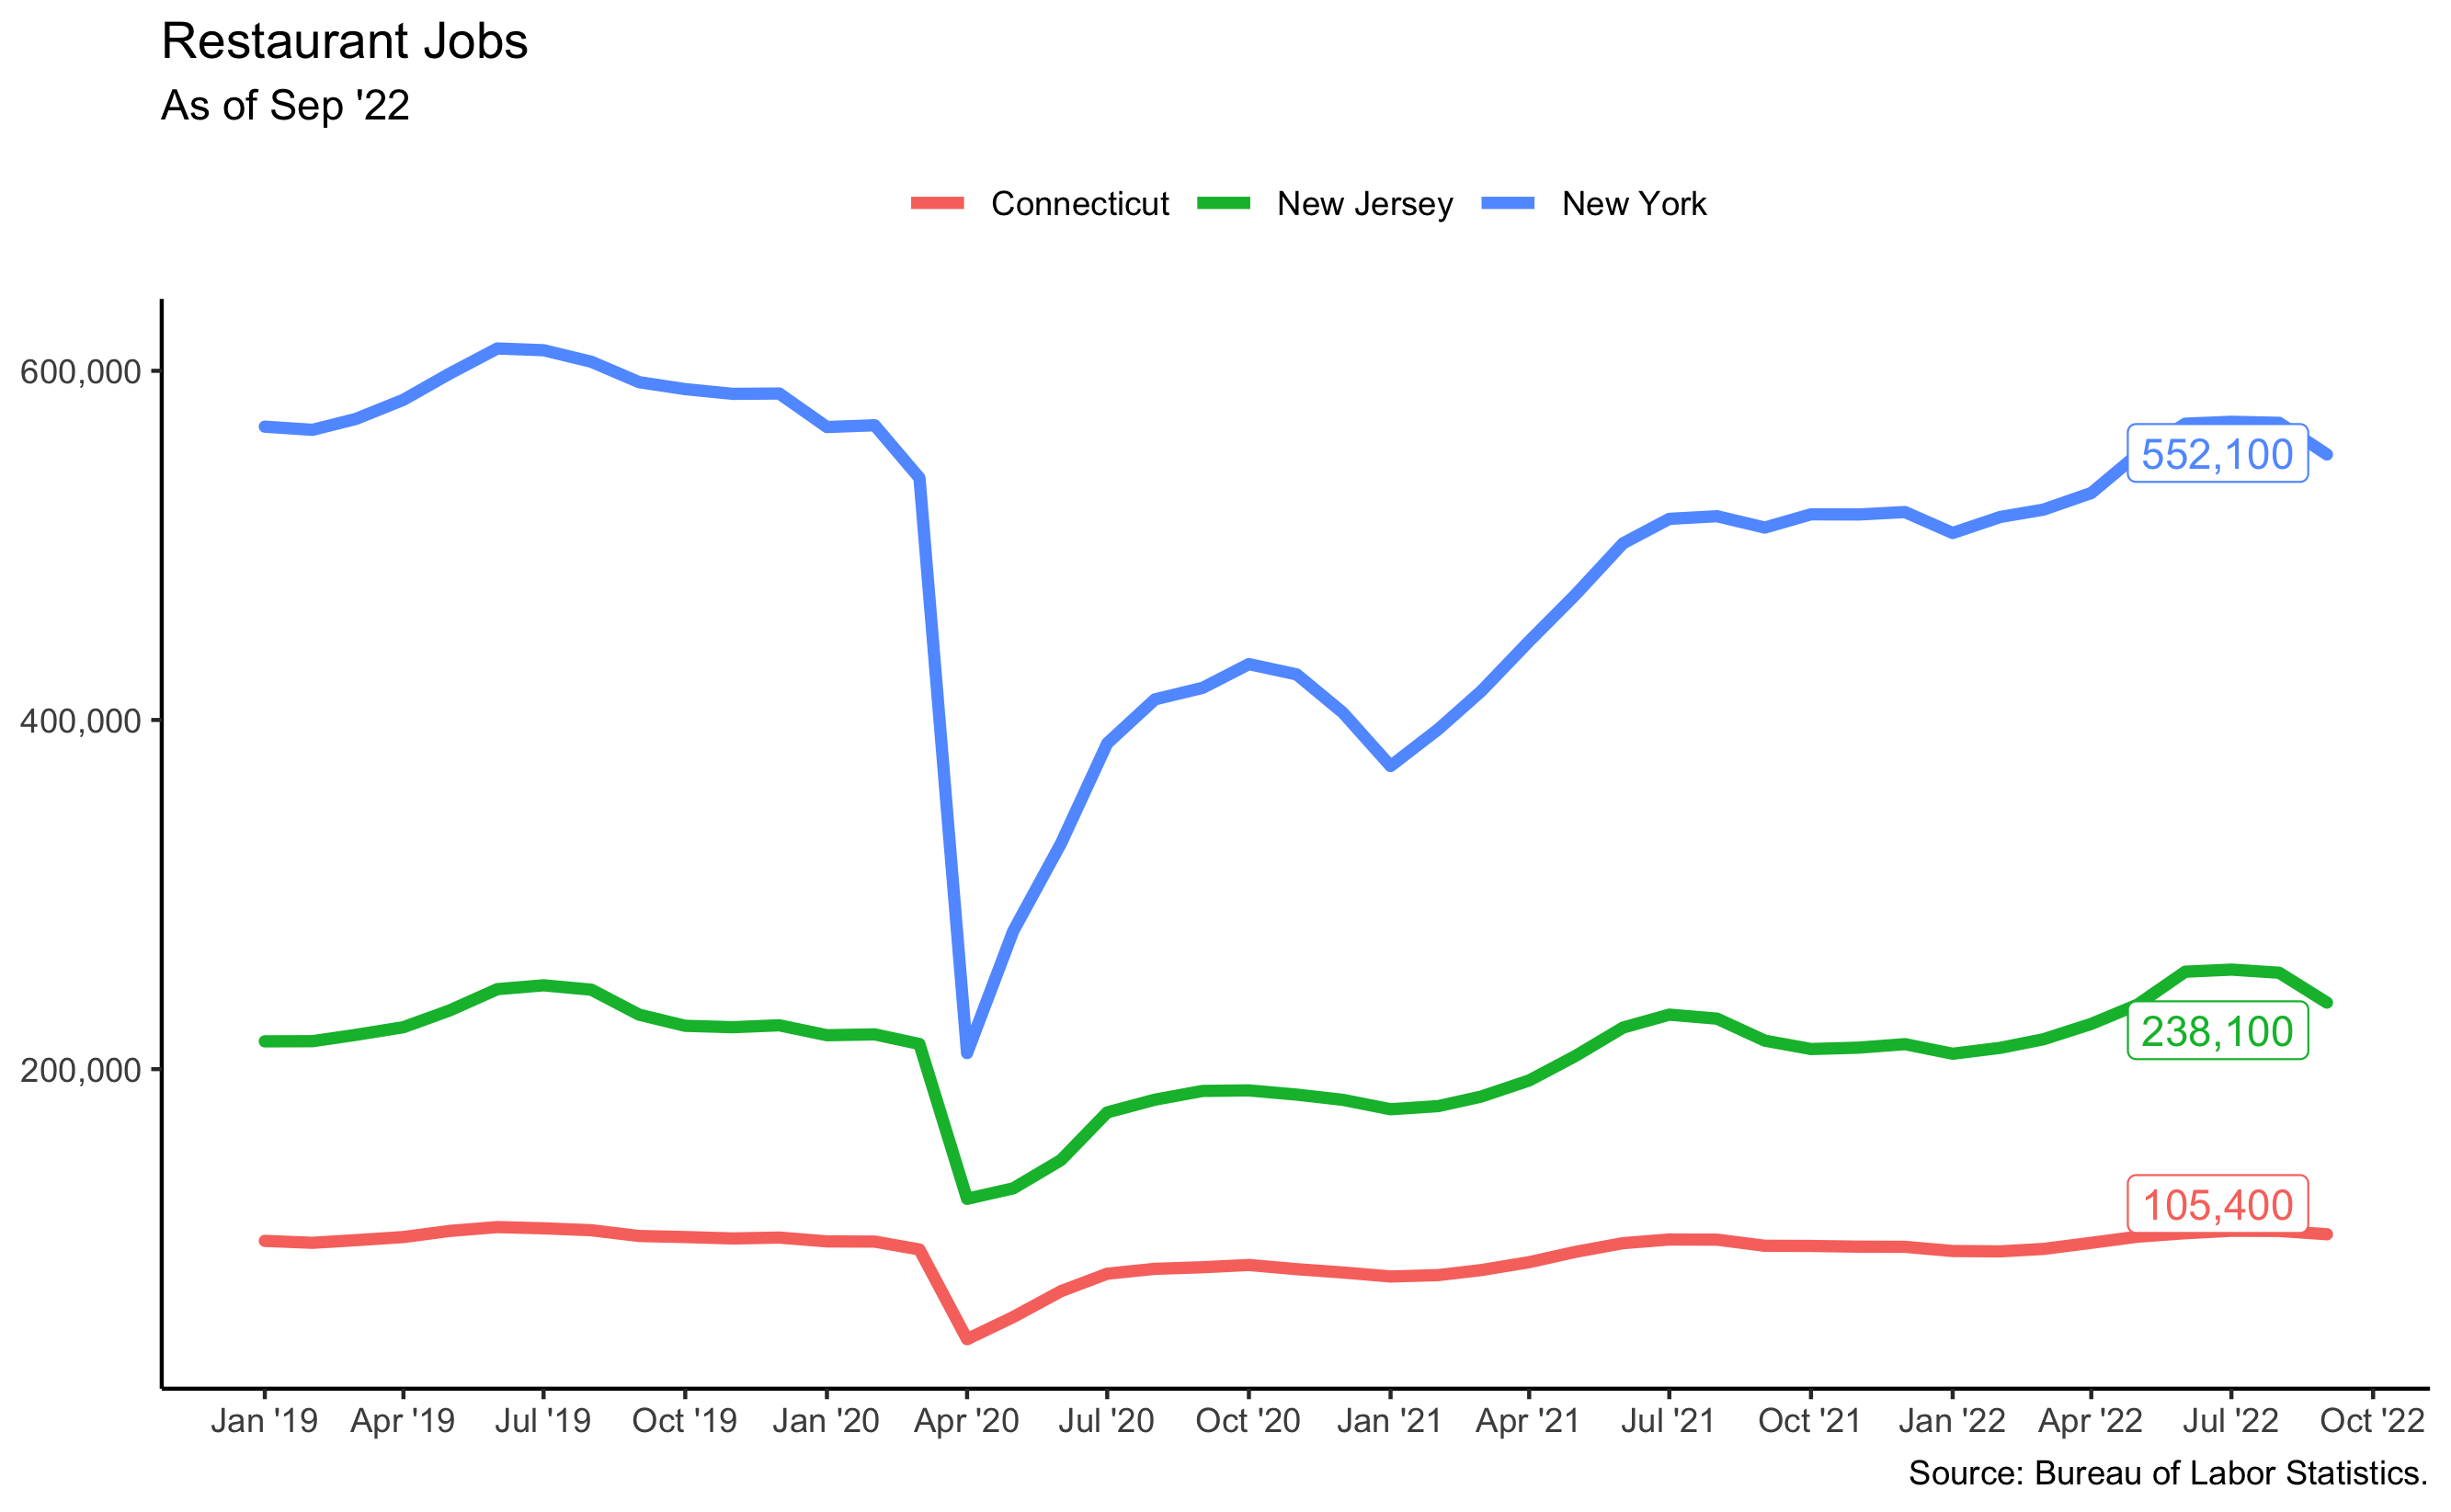 Restaurant Jobs
As of Sep '22
Connecticut New Jersey New York
600,000
400,000
200,000
552,100
238,100
105,400
Jan '19 Apr '19 Jul '19 Oct '19 Jan '20 Apr '20 Jul '20 Oct '20 Jan '21 Apr '21 Jul '21 Oct '21 Jan '22 Apr '22 Jul '22 Oct '22
Source: Bureau of Labor Statistics.